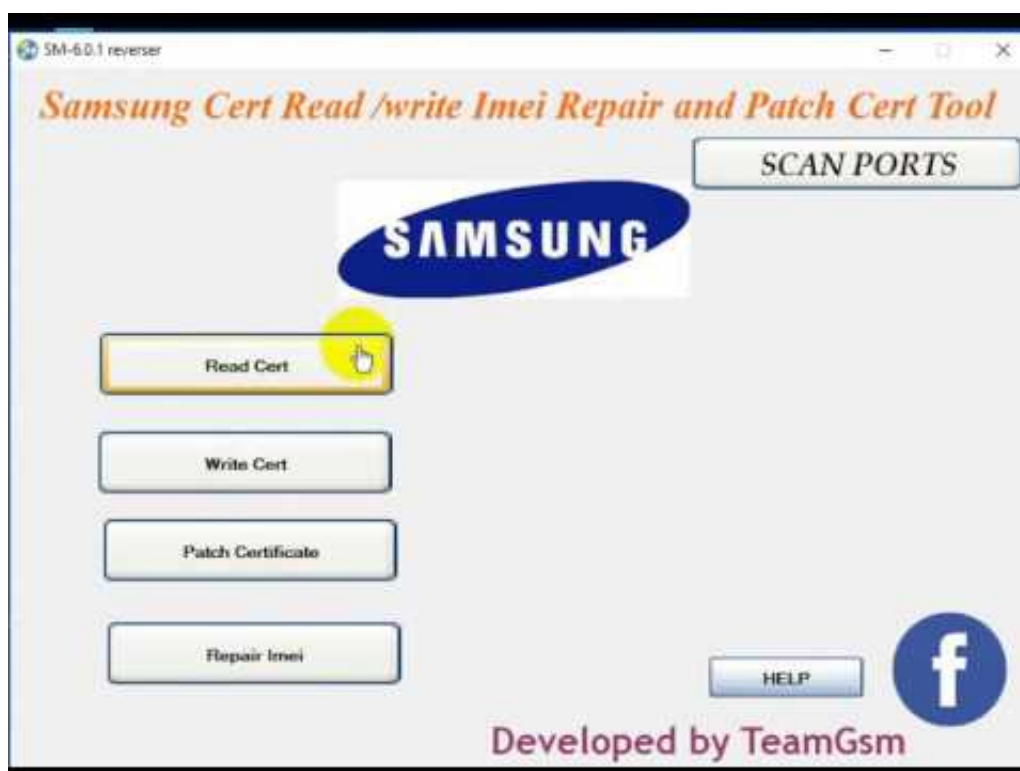 SM-6.0.1 reverser
Samsung Cert Read /write Imei Repair and Patch Cert Tool
SCAN PORTS
SAMSUNG
Read Cert
Write Cert
Patch Certificate
Repair Imei
HELP
f
Developed by TeamGsm